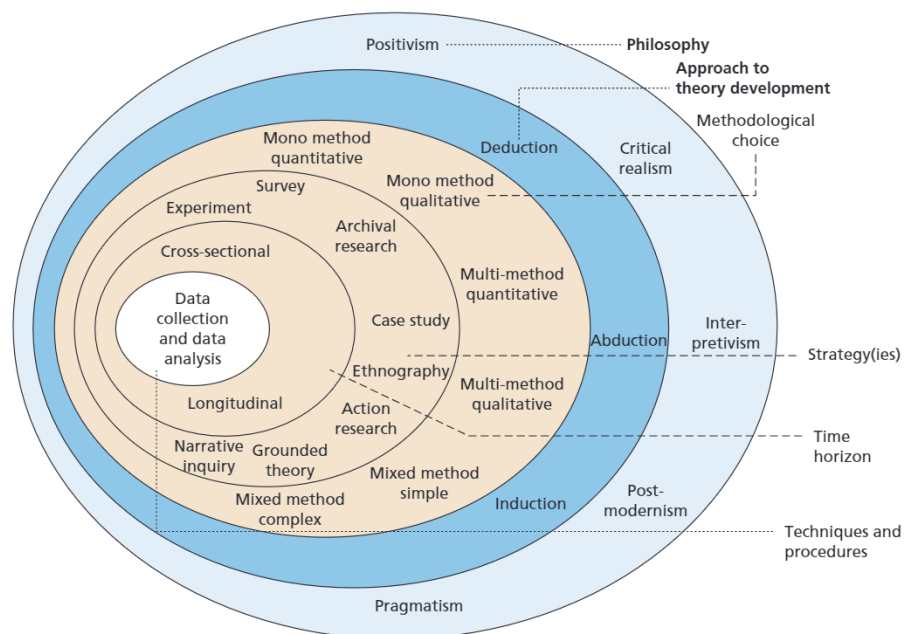 Positivism
Philosophy
Approach to
theory development
Methodological
choice
Mono method
quantitative
Deduction
Critical
realism
Survey
Mono method
qualitative
Experiment
Archival
research
Cross-sectional
Multi-method
quantitative
Data
collection
and data
analysis
Case study
Abduction
Inter-
pretivism
Strategy(ies)
Ethnography
Multi-method
qualitative
Longitudinal
Action
research
Time
horizon
Narrative
inquiry
Grounded
theory
Mixed method
simple
Mixed method
complex
Induction
Post-
modernism
Techniques and
procedures
Pragmatism